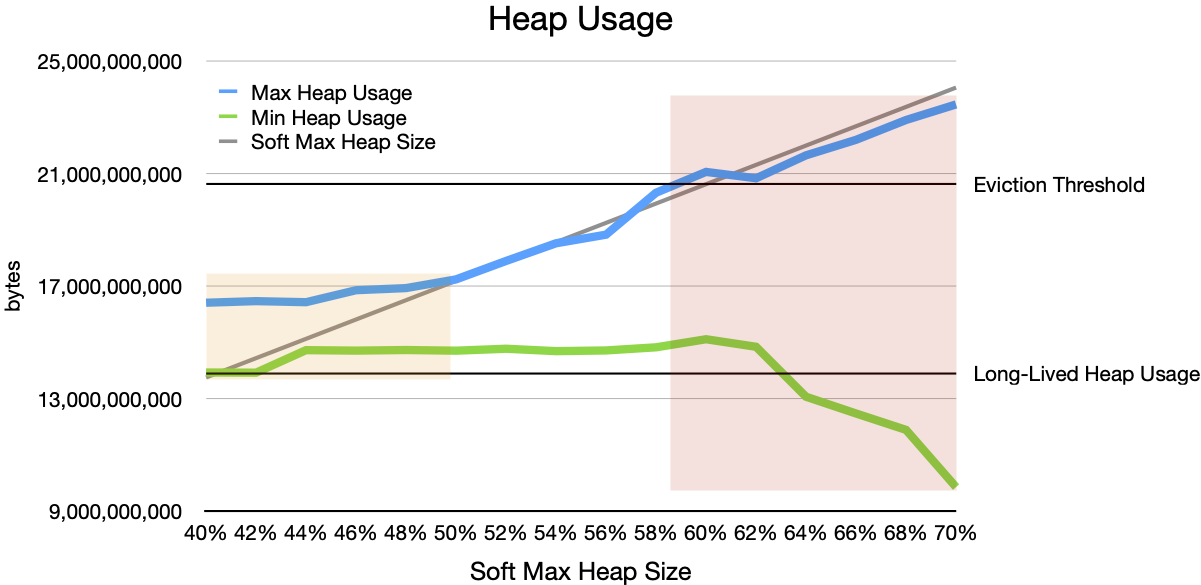 Heap Usage
25,000,000,000
21,000,000,000
17,000,000,000
13,000,000,000
9,000,000,000
bytes
Max Heap Usage
Min Heap Usage
Soft Max Heap Size
Eviction Threshold
Long-Lived Heap Usage
40% 42% 44% 46% 48% 50% 52% 54% 56% 58% 60% 62% 64% 66% 68% 70%
Soft Max Heap Size